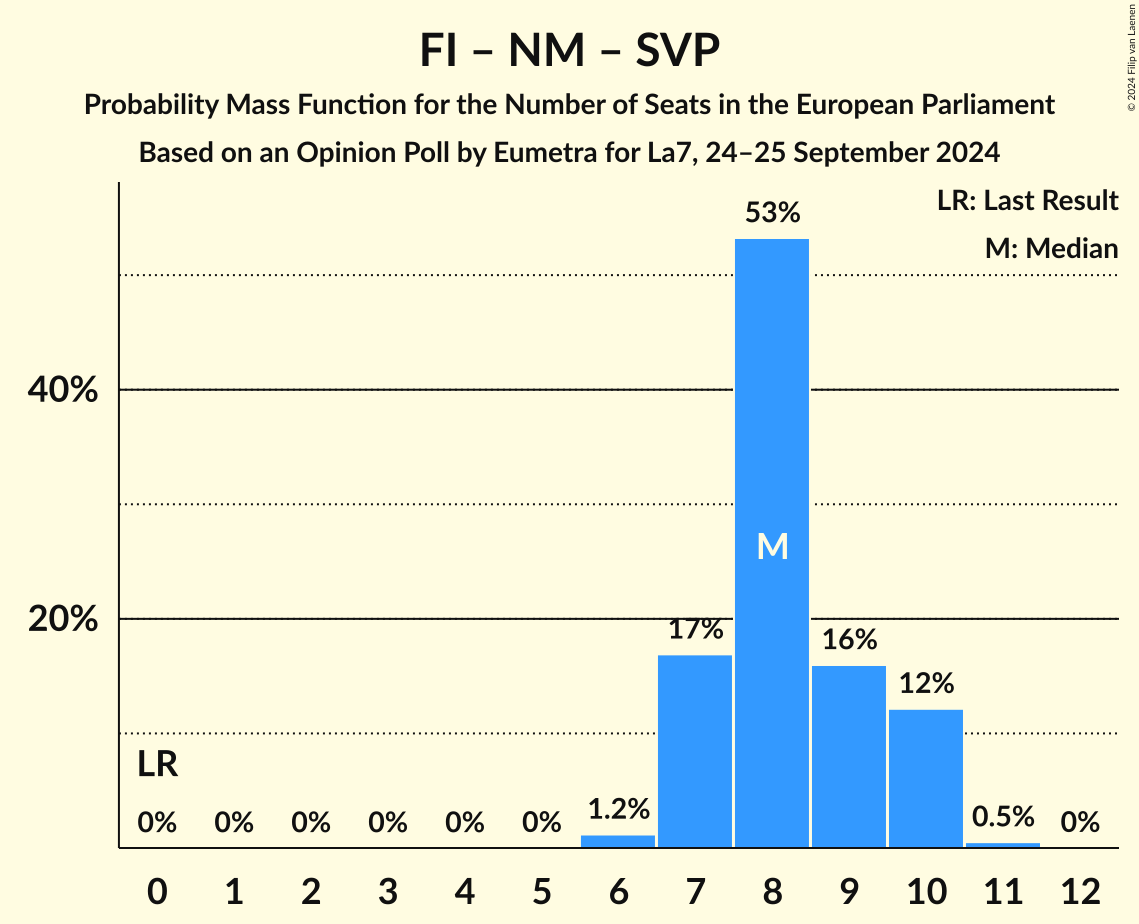 FI – NM – SVP
Probability Mass Function for the Number of Seats in the European Parliament
Based on an Opinion Poll by Eumetra for La7, 24–25 September 2024
© 2024 Filip van Laenen
LR: Last Result
M: Median
53%
40%
M
20%
17%
16%
12%
LR
0% 0% 0% 0% 0% 0% 1.2% 0.5% 0%
0 1 2 3 4 5 6 7 8 9 10 11 12